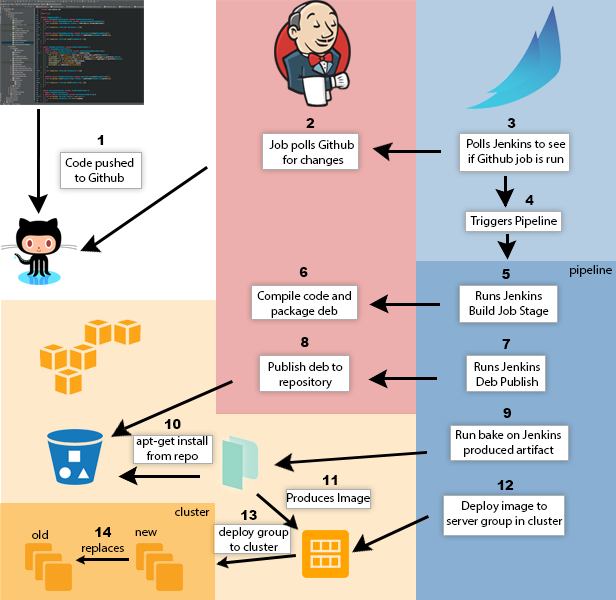 1
Code pushed
to Github
2
Job polls Github
for changes
3
Polls Jenkins to see
if Github job is run
4
Triggers Pipeline
pipeline
5
Runs Jenkins
Build Job Stage
6
Compile code and
package deb
7
Runs Jenkins
Deb Publish
8
Publish deb to
repository
9
Run bake on Jenkins
produced artifact
10
apt-get install
from repo
11
Produces Image
12
Deploy image to
server group in cluster
13
deploy group
to cluster
cluster
14
replaces
old
new